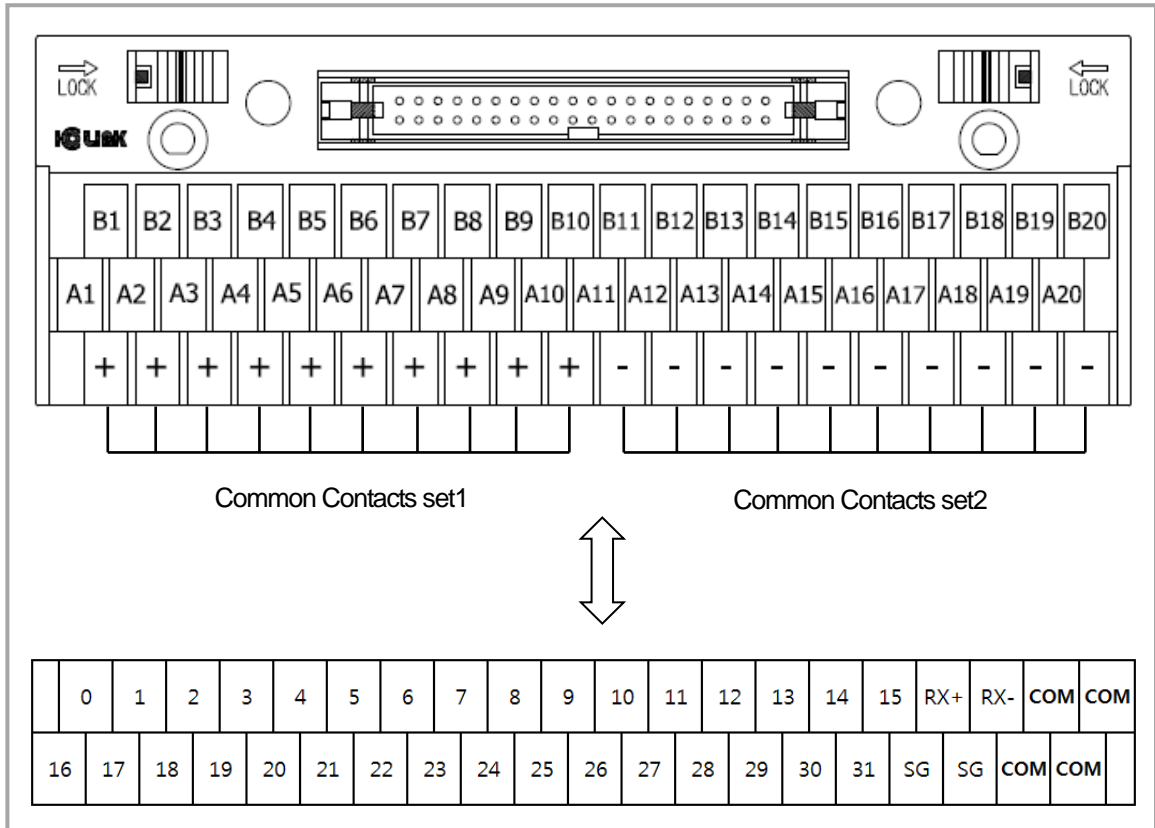 LOCK LOCK
B1 B2 B3 B4 B5 B6 B7 B8 B9 B10 B11 B12 B13 B14 B15 B16 B17 B18 B19 B20
A1 A2 A3 A4 A5 A6 A7 A8 A9 A10 A11 A12 A13 A14 A15 A16 A17 A18 A19 A20
+ + + + + + + + + + - - - - - - - - - -
Common Contacts set1 Common Contacts set2
0 1 2 3 4 5 6 7 8 9 10 11 12 13 14 15 RX+ RX- COM COM
16 17 18 19 20 21 22 23 24 25 26 27 28 29 30 31 SG SG COM COM